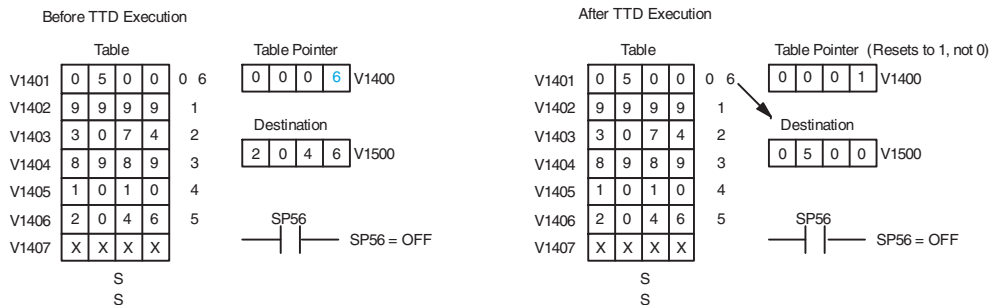 Before TTD Execution
Table
Table Pointer
V1401 0 5 0 0 0 6
0 0 0 6 V1400
V1402 9 9 9 9 1
V1403 3 0 7 4 2
Destination
V1404 8 9 8 9 3
2 0 4 6 V1500
V1405 1 0 1 0 4
V1406 2 0 4 6 5
SP56
SP56 = OFF
V1407 X X X X
S
S
After TTD Execution
Table
Table Pointer (Resets to 1, not 0)
V1401 0 5 0 0 0 6
0 0 0 1 V1400
V1402 9 9 9 9 1
V1403 3 0 7 4 2
Destination
V1404 8 9 8 9 3
0 5 0 0 V1500
V1405 1 0 1 0 4
V1406 2 0 4 6 5
SP56
SP56 = OFF
V1407 X X X X
S
S